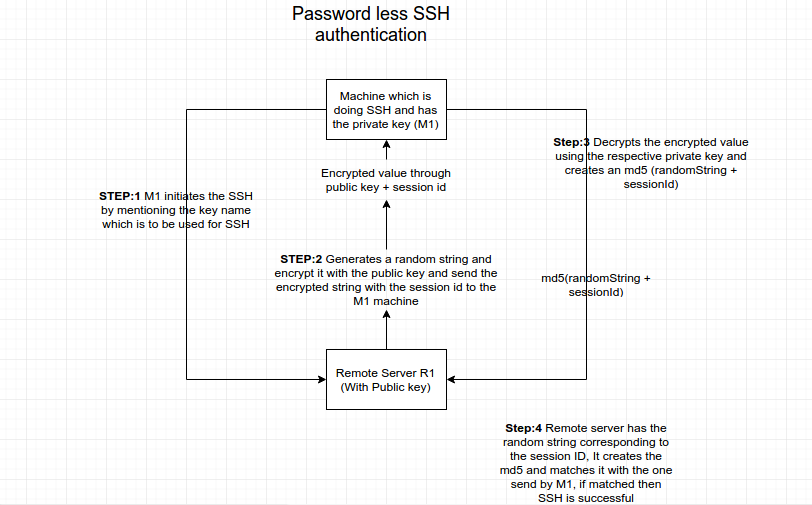 Password less SSH
authentication
Machine which is
doing SSH and has
the private key (M1)
Step:3 Decrypts the encrypted value
using the respective private key and
creates an md5 (randomString +
sessionId)
Encrypted value through
public key + session id
STEP:1 M1 initiates the SSH
by mentioning the key name
which is to be used for SSH
STEP:2 Generates a random string and
encrypt it with the public key and send the
encrypted string with the session id to the
M1 machine
md5(randomString +
sessionId)
Remote Server R1
(With Public key)
Step:4 Remote server has the
random string corresponding to
the session ID, It creates the
md5 and matches it with the one
send by M1, if matched then
SSH is successful